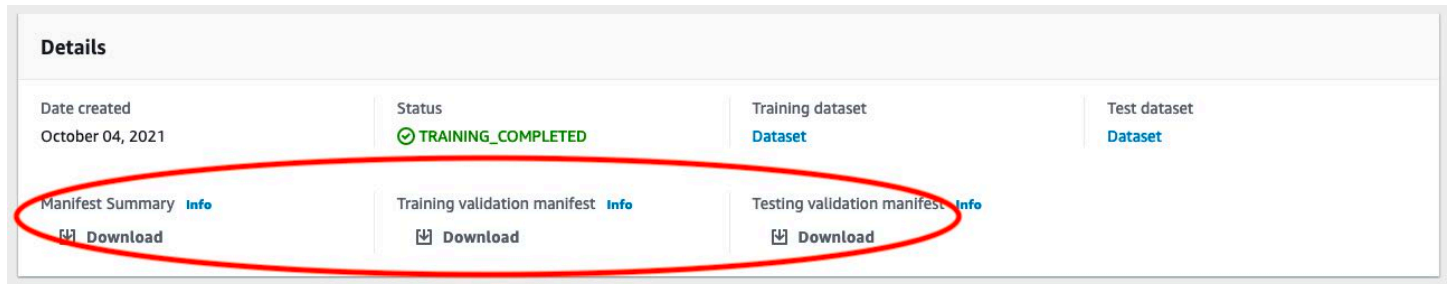 Details
Date created
Status
Training dataset
Test dataset
October 04, 2021
TRAINING_COMPLETED
Dataset
Dataset
Manifest Summary Info
Training validation manifest Info
Testing validation manifest Info
Download
Download
Download